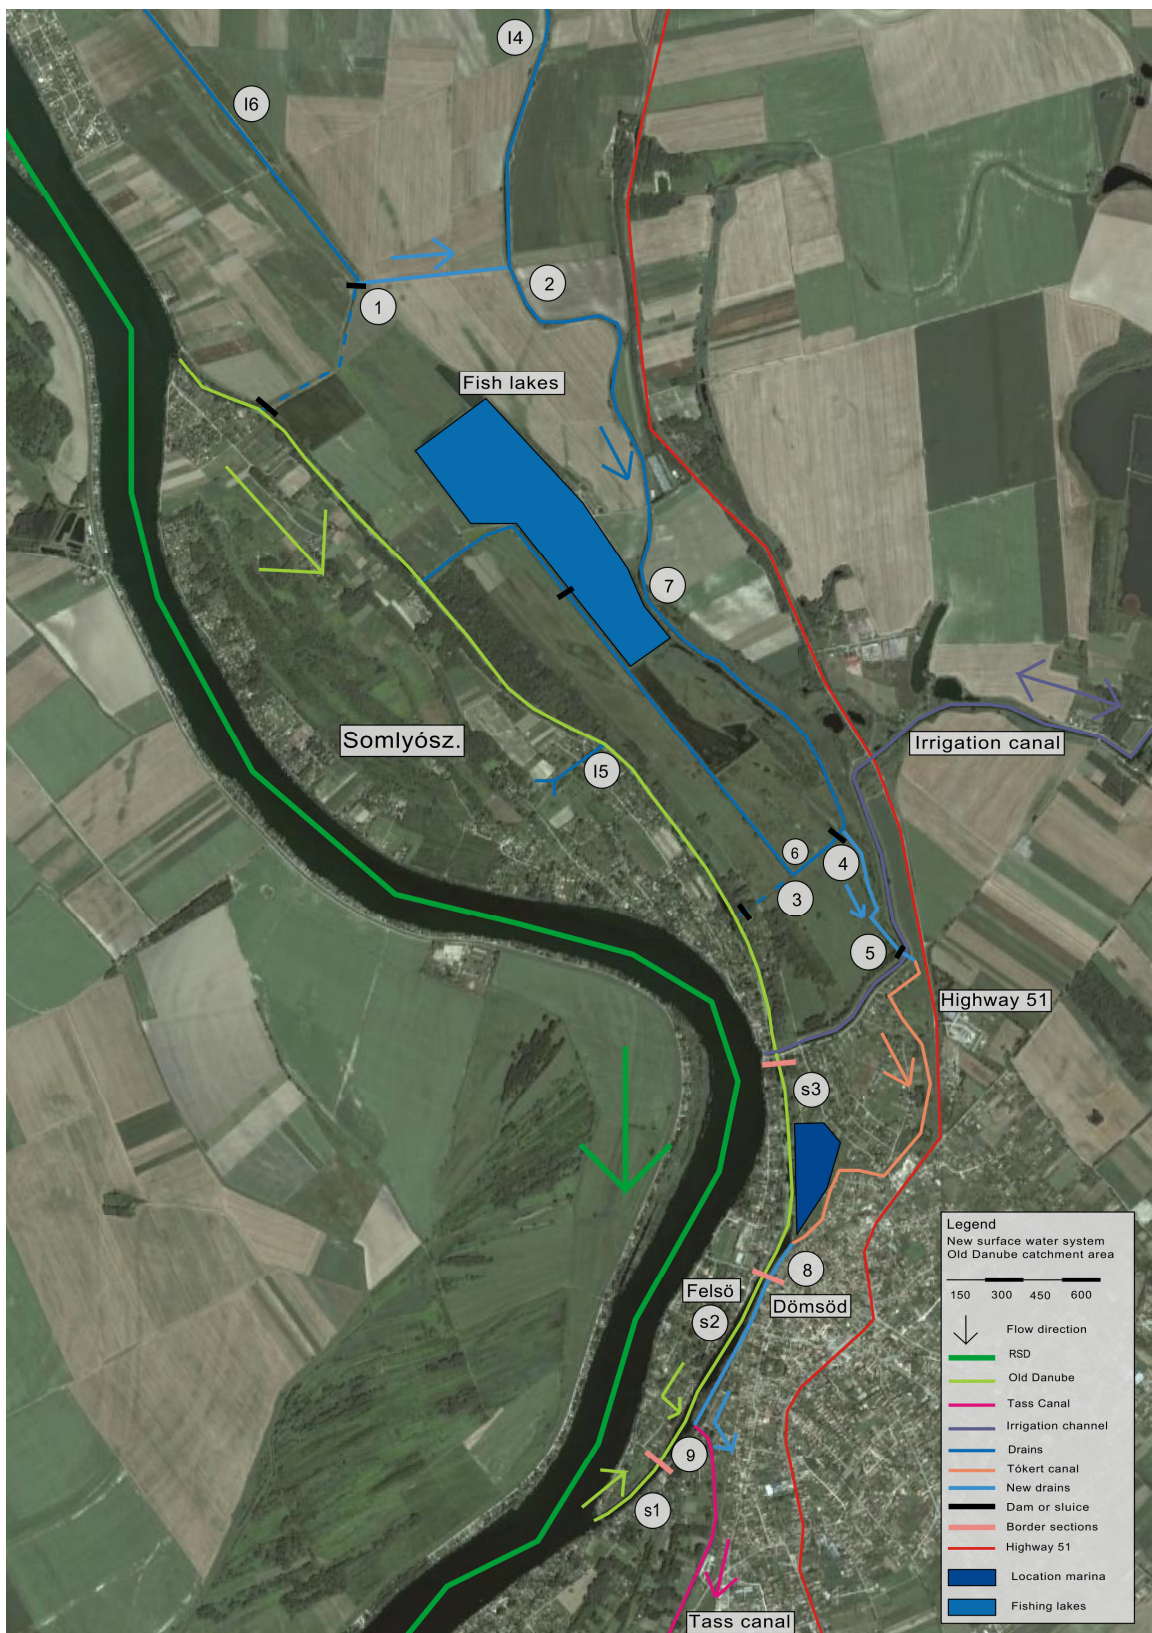 I4
I6
2
1
Fish lakes
7
Somlyósz.
Irrigation canal
I5
6
4
3
5
Highway 51
s3
Legend
New surface water system
Old Danube catchment area
150 300 450 600
Flow direction
RSD
Old Danube
Tass Canal
Irrigation channel
Drains
Tókert canal
New drains
Dam or sluice
Border sections
Highway 51
Location marina
Fishing lakes
8
Felsö
Dömsöd
s2
9
s1
Tass canal